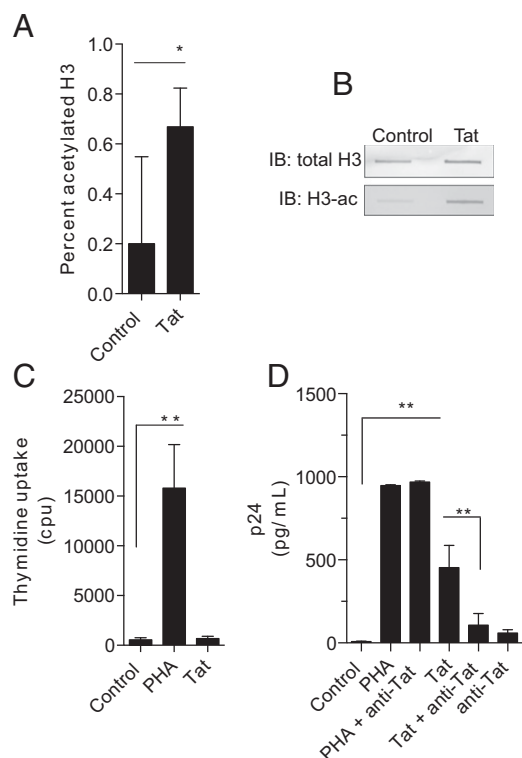 A
Percent acetylated H3
1.0
0.8
0.6
0.4
0.2
0.0
*
Control
Tat
B
Control Tat
IB: total H3
IB: H3-ac
C
Thymidine uptake
(cpu)
25000
20000
15000
10000
5000
0
**
Control
PHA
Tat
D
p24
(pg/mL)
1500
1000
500
0
**
**
Control
PHA
PHA + anti-Tat
Tat
Tat + anti-Tat
anti-Tat